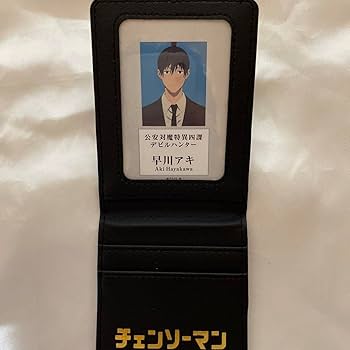 公安対魔特異四課
デビルハンター
早川アキ
Aki Hayakawa
チェンソーマン